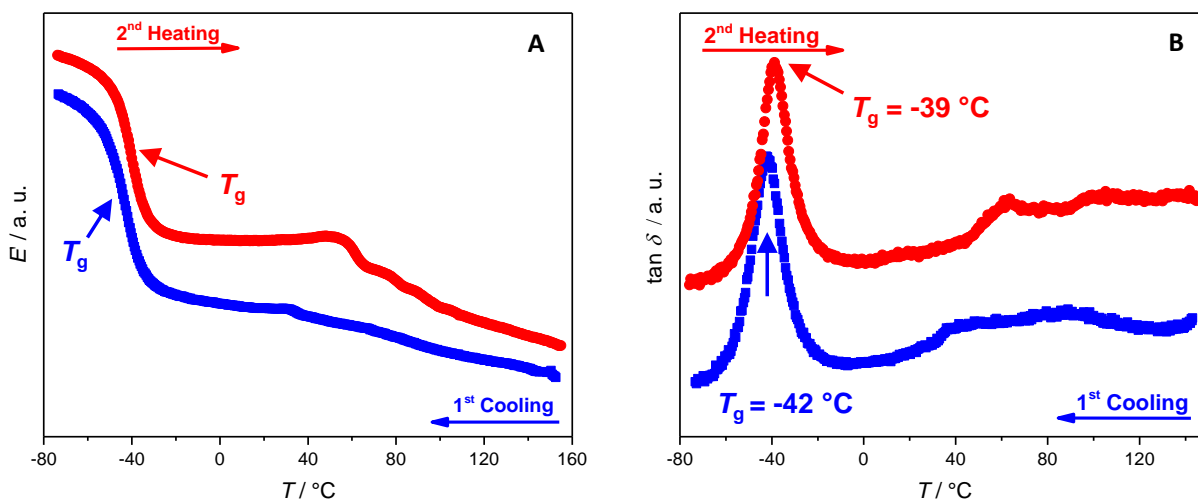 2nd Heating
A
Tg
Tg
1st Cooling
E / a. u.
-80 -40 0 40 80 120 160
T / °C
2nd Heating
B
Tg = -39 °C
Tg = -42 °C
1st Cooling
tan δ / a. u.
-80 -40 0 40 80 120
T / °C